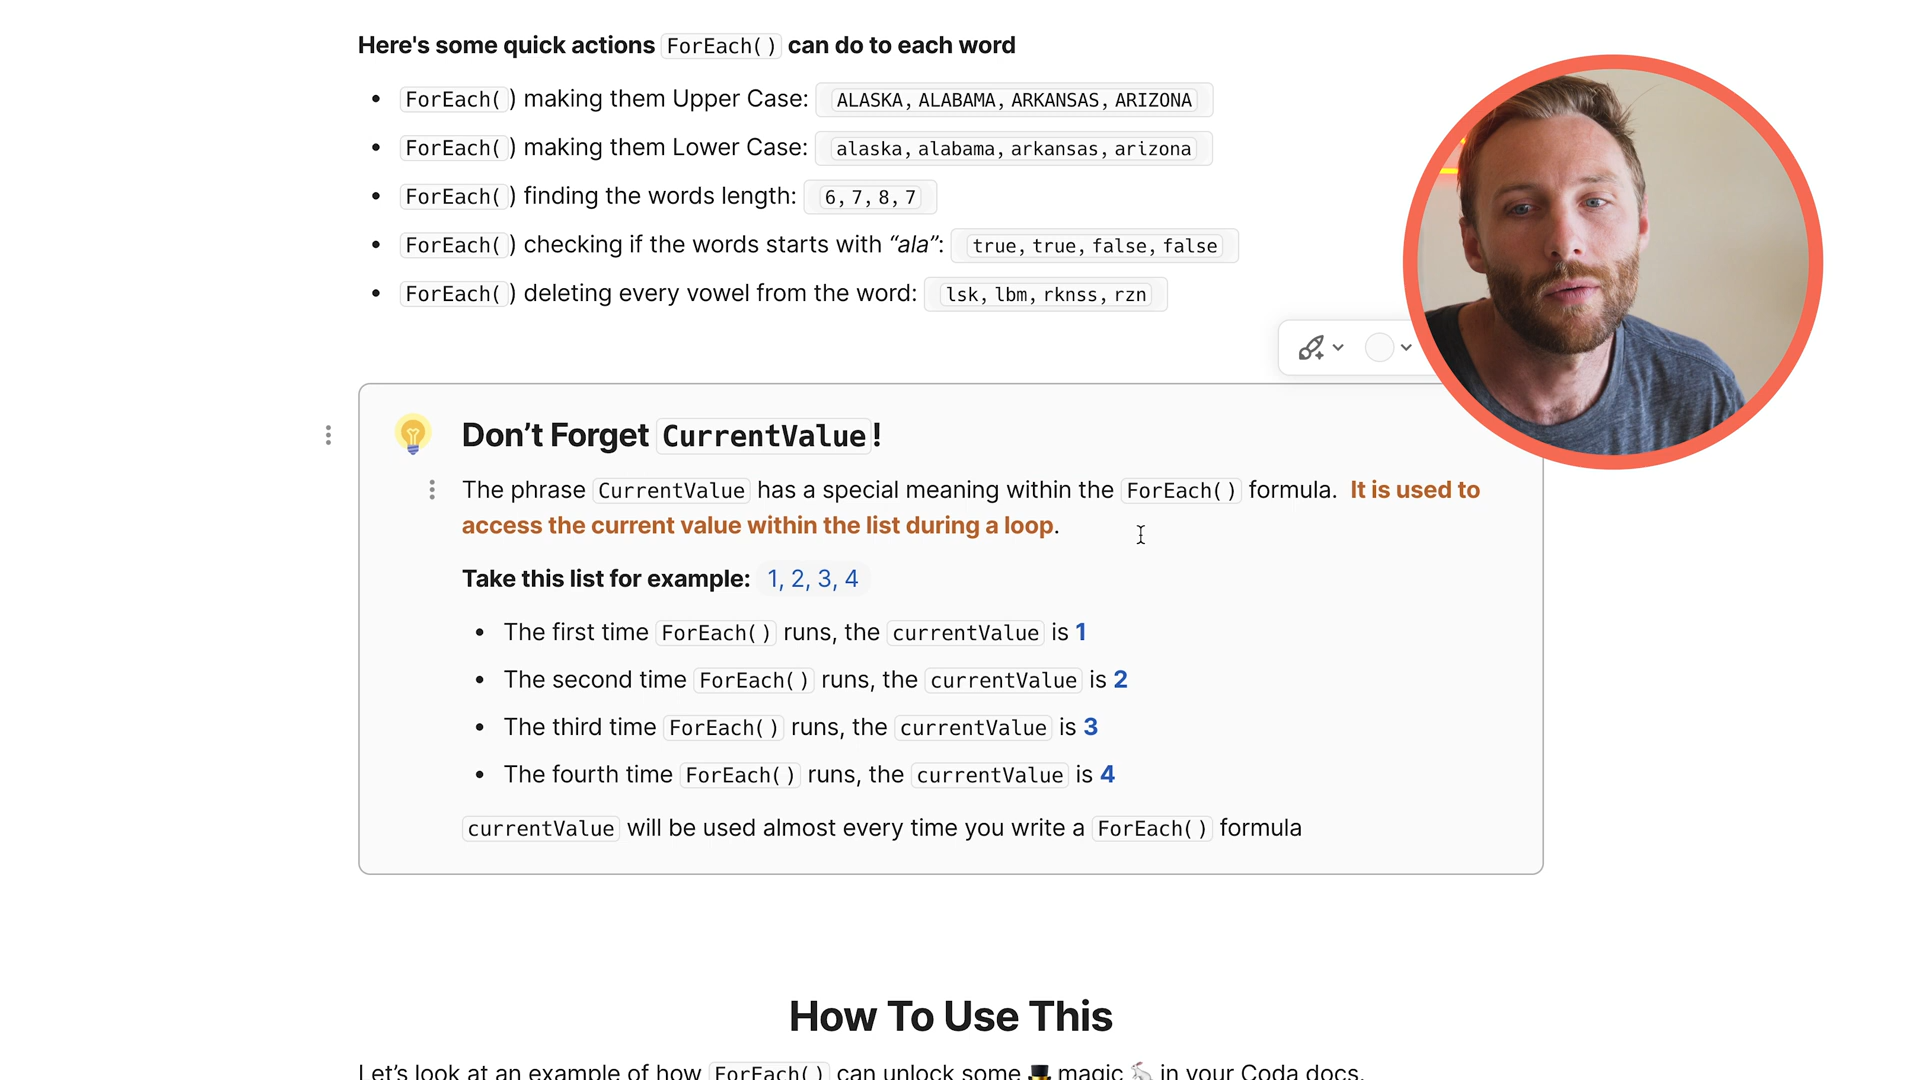 Here's some quick actions ForEach() can do to each word
• ForEach() making them Upper Case: ALASKA, ALABAMA, ARKANSAS, ARIZONA
• ForEach() making them Lower Case: alaska, alabama, arkansas, arizona
• ForEach() finding the words length: 6, 7, 8, 7
• ForEach() checking if the words starts with “ala”: true, true, false, false
• ForEach() deleting every vowel from the word: lsk, lbm, rknss, rzn
Don’t Forget CurrentValue!
The phrase CurrentValue has a special meaning within the ForEach() formula. It is used to
access the current value within the list during a loop.
Take this list for example: 1, 2, 3, 4
• The first time ForEach() runs, the currentValue is 1
• The second time ForEach() runs, the currentValue is 2
• The third time ForEach() runs, the currentValue is 3
• The fourth time ForEach() runs, the currentValue is 4
currentValue will be used almost every time you write a ForEach() formula
How To Use This
Let’s look at an example of how ForEach() can unlock some 🎩 magic 🐇 in your Coda docs.